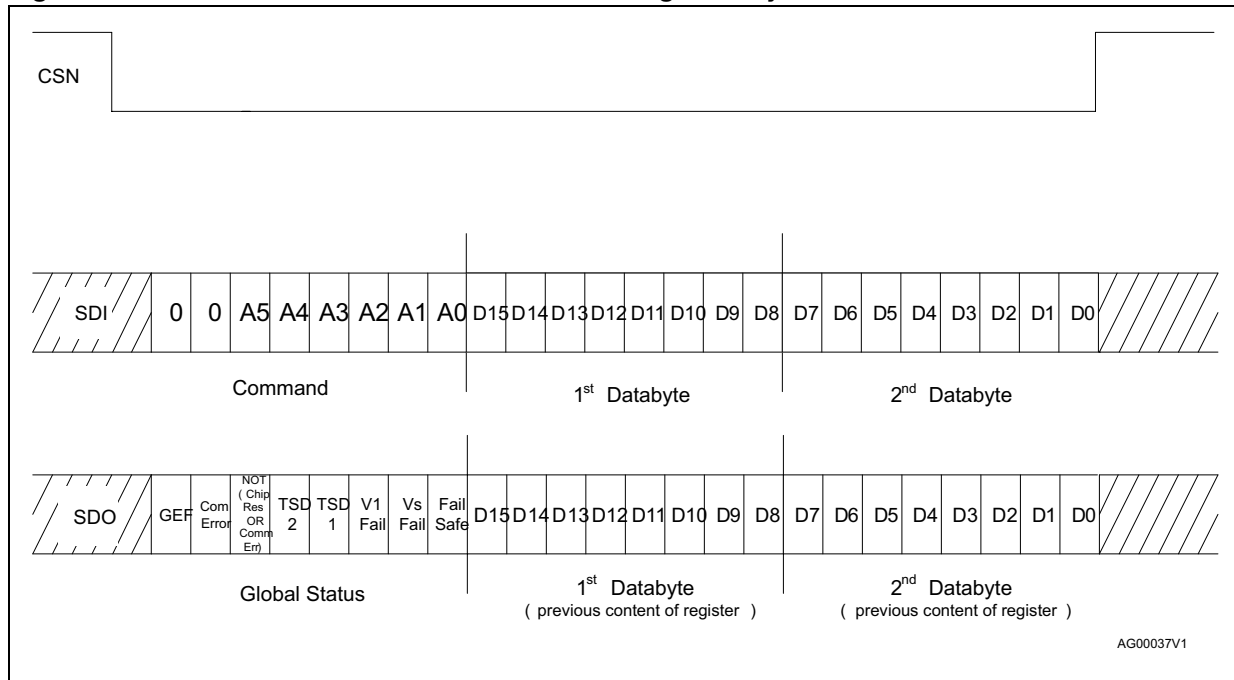 CSN
SDI 0 0 A5 A4 A3 A2 A1 A0 D15 D14 D13 D12 D11 D10 D9 D8 D7 D6 D5 D4 D3 D2 D1 D0
Command 1st Databyte 2nd Databyte
SDO GEF Com Error NOT ( Chip Res OR Comm Err) TSD 2 TSD 1 V1 Fail Vs Fail Fail Safe D15 D14 D13 D12 D11 D10 D9 D8 D7 D6 D5 D4 D3 D2 D1 D0
Global Status 1st Databyte 2nd Databyte
( previous content of register ) ( previous content of register )
AG00037V1